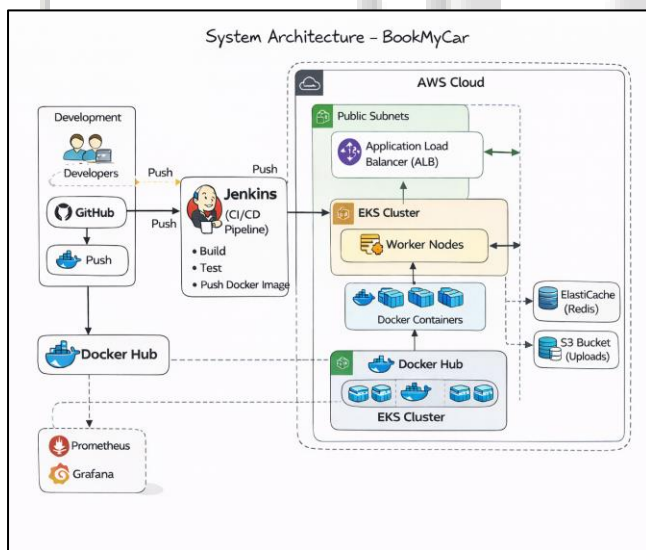 System Architecture – BookMyCar
AWS Cloud
Development
Developers
GitHub
Push
Push
Push
Push
Jenkins
(CI/CD
Pipeline)
• Build
• Test
• Push Docker Image
Docker Hub
Prometheus
Grafana
Public Subnets
Application Load
Balancer (ALB)
EKS Cluster
Worker Nodes
Docker Containers
Docker Hub
EKS Cluster
ElastiCache
(Redis)
S3 Bucket
(Uploads)